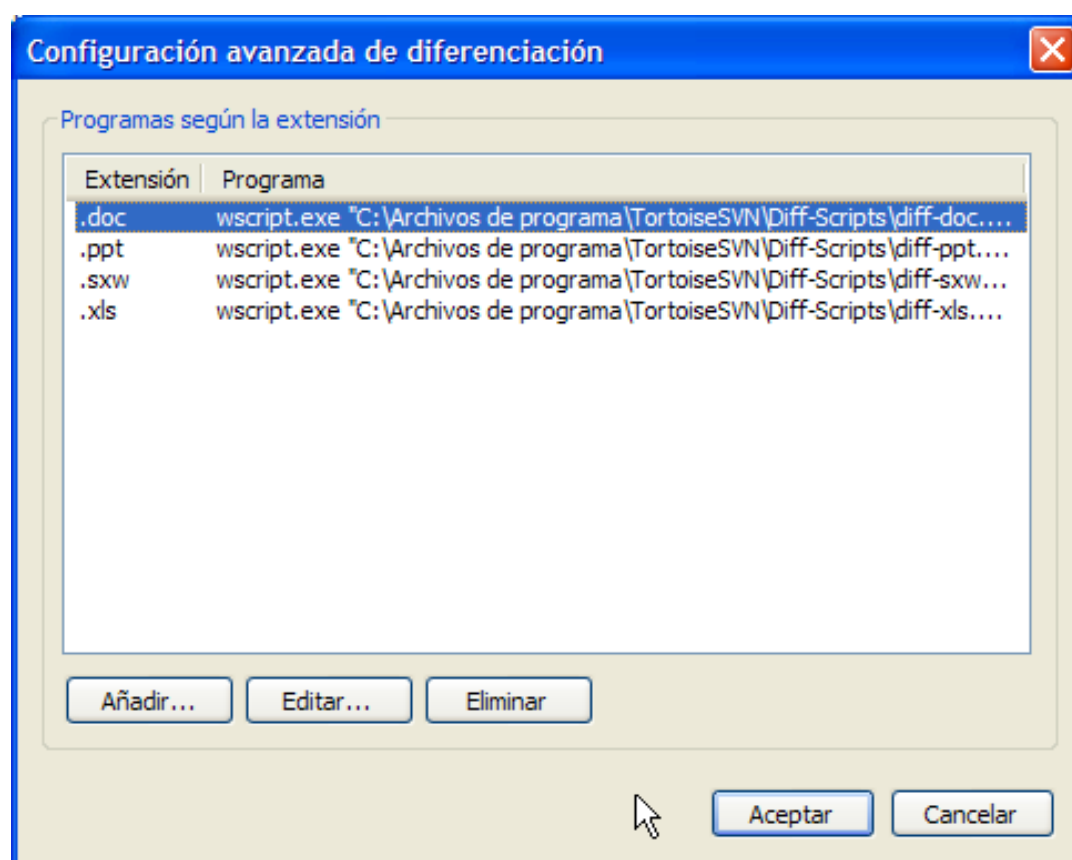 Configuración avanzada de diferenciación
Programas según la extensión
Extensión Programa
.doc wscript.exe "C:\Archivos de programa\TortoiseSVN\Diff-Scripts\diff-doc....
.ppt wscript.exe "C:\Archivos de programa\TortoiseSVN\Diff-Scripts\diff-ppt....
.sxw wscript.exe "C:\Archivos de programa\TortoiseSVN\Diff-Scripts\diff-sxw...
.xls wscript.exe "C:\Archivos de programa\TortoiseSVN\Diff-Scripts\diff-xls....
Añadir... Editar... Eliminar
Aceptar Cancelar